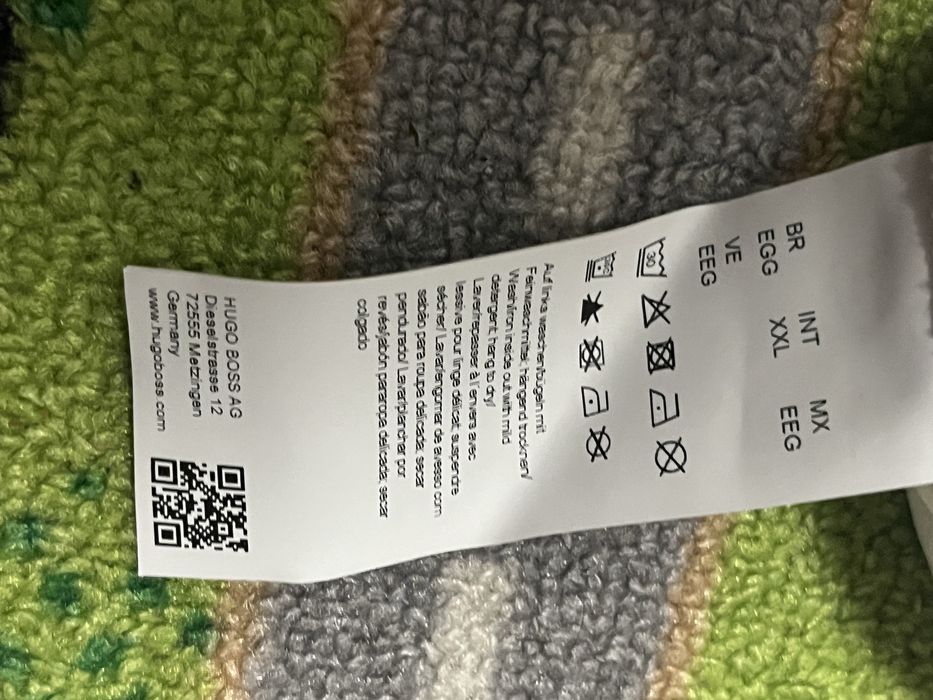 BR INT MX
EGG XXL EEG
VE
EEG
30
Auf links waschen/bügeln mit
Feinwaschmittel; hängend trocknen/
Wash/iron inside out with mild
detergent; hang to dry/
Laver/repasser à l'envers avec
lessive pour linge délicat; suspendre
sécher/ Lavar/engomar de avesso com
sabão para roupa delicada; secar
pendurado/ Lavar/planchar por
revés/jabón para ropa delicada; secar
colgado
HUGO BOSS AG
Dieselstrasse 12
72555 Metzingen
Germany
www.hugoboss.com